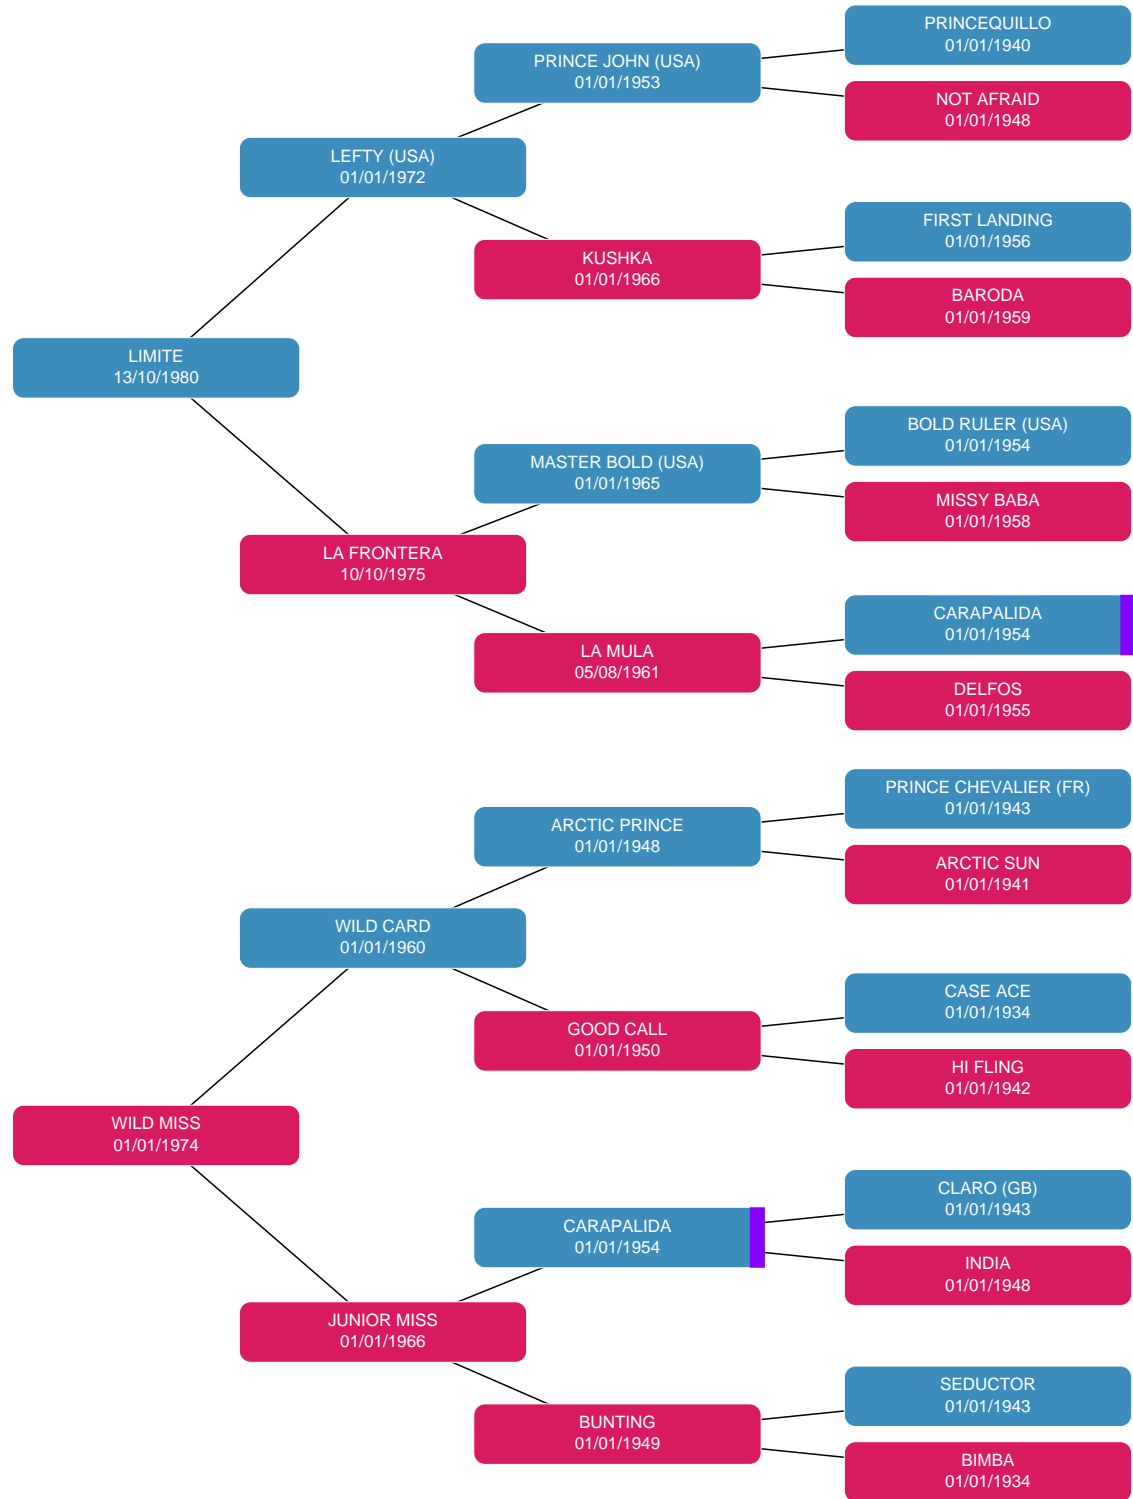 PRINCEQUILLO
01/01/1940
PRINCE JOHN (USA)
01/01/1953
NOT AFRAID
01/01/1948
LEFTY (USA)
01/01/1972
FIRST LANDING
01/01/1956
KUSHKA
01/01/1966
BARODA
01/01/1959
LIMITE
13/10/1980
BOLD RULER (USA)
01/01/1954
MASTER BOLD (USA)
01/01/1965
MISSY BABA
01/01/1958
LA FRONTERA
10/10/1975
CARAPALIDA
01/01/1954
LA MULA
05/08/1961
DELFOS
01/01/1955
PRINCE CHEVALIER (FR)
01/01/1943
ARCTIC PRINCE
01/01/1948
ARCTIC SUN
01/01/1941
WILD CARD
01/01/1960
CASE ACE
01/01/1934
GOOD CALL
01/01/1950
HI FLING
01/01/1942
WILD MISS
01/01/1974
CLARO (GB)
01/01/1943
CARAPALIDA
01/01/1954
INDIA
01/01/1948
JUNIOR MISS
01/01/1966
SEDUCTOR
01/01/1943
BUNTING
01/01/1949
BIMBA
01/01/1934